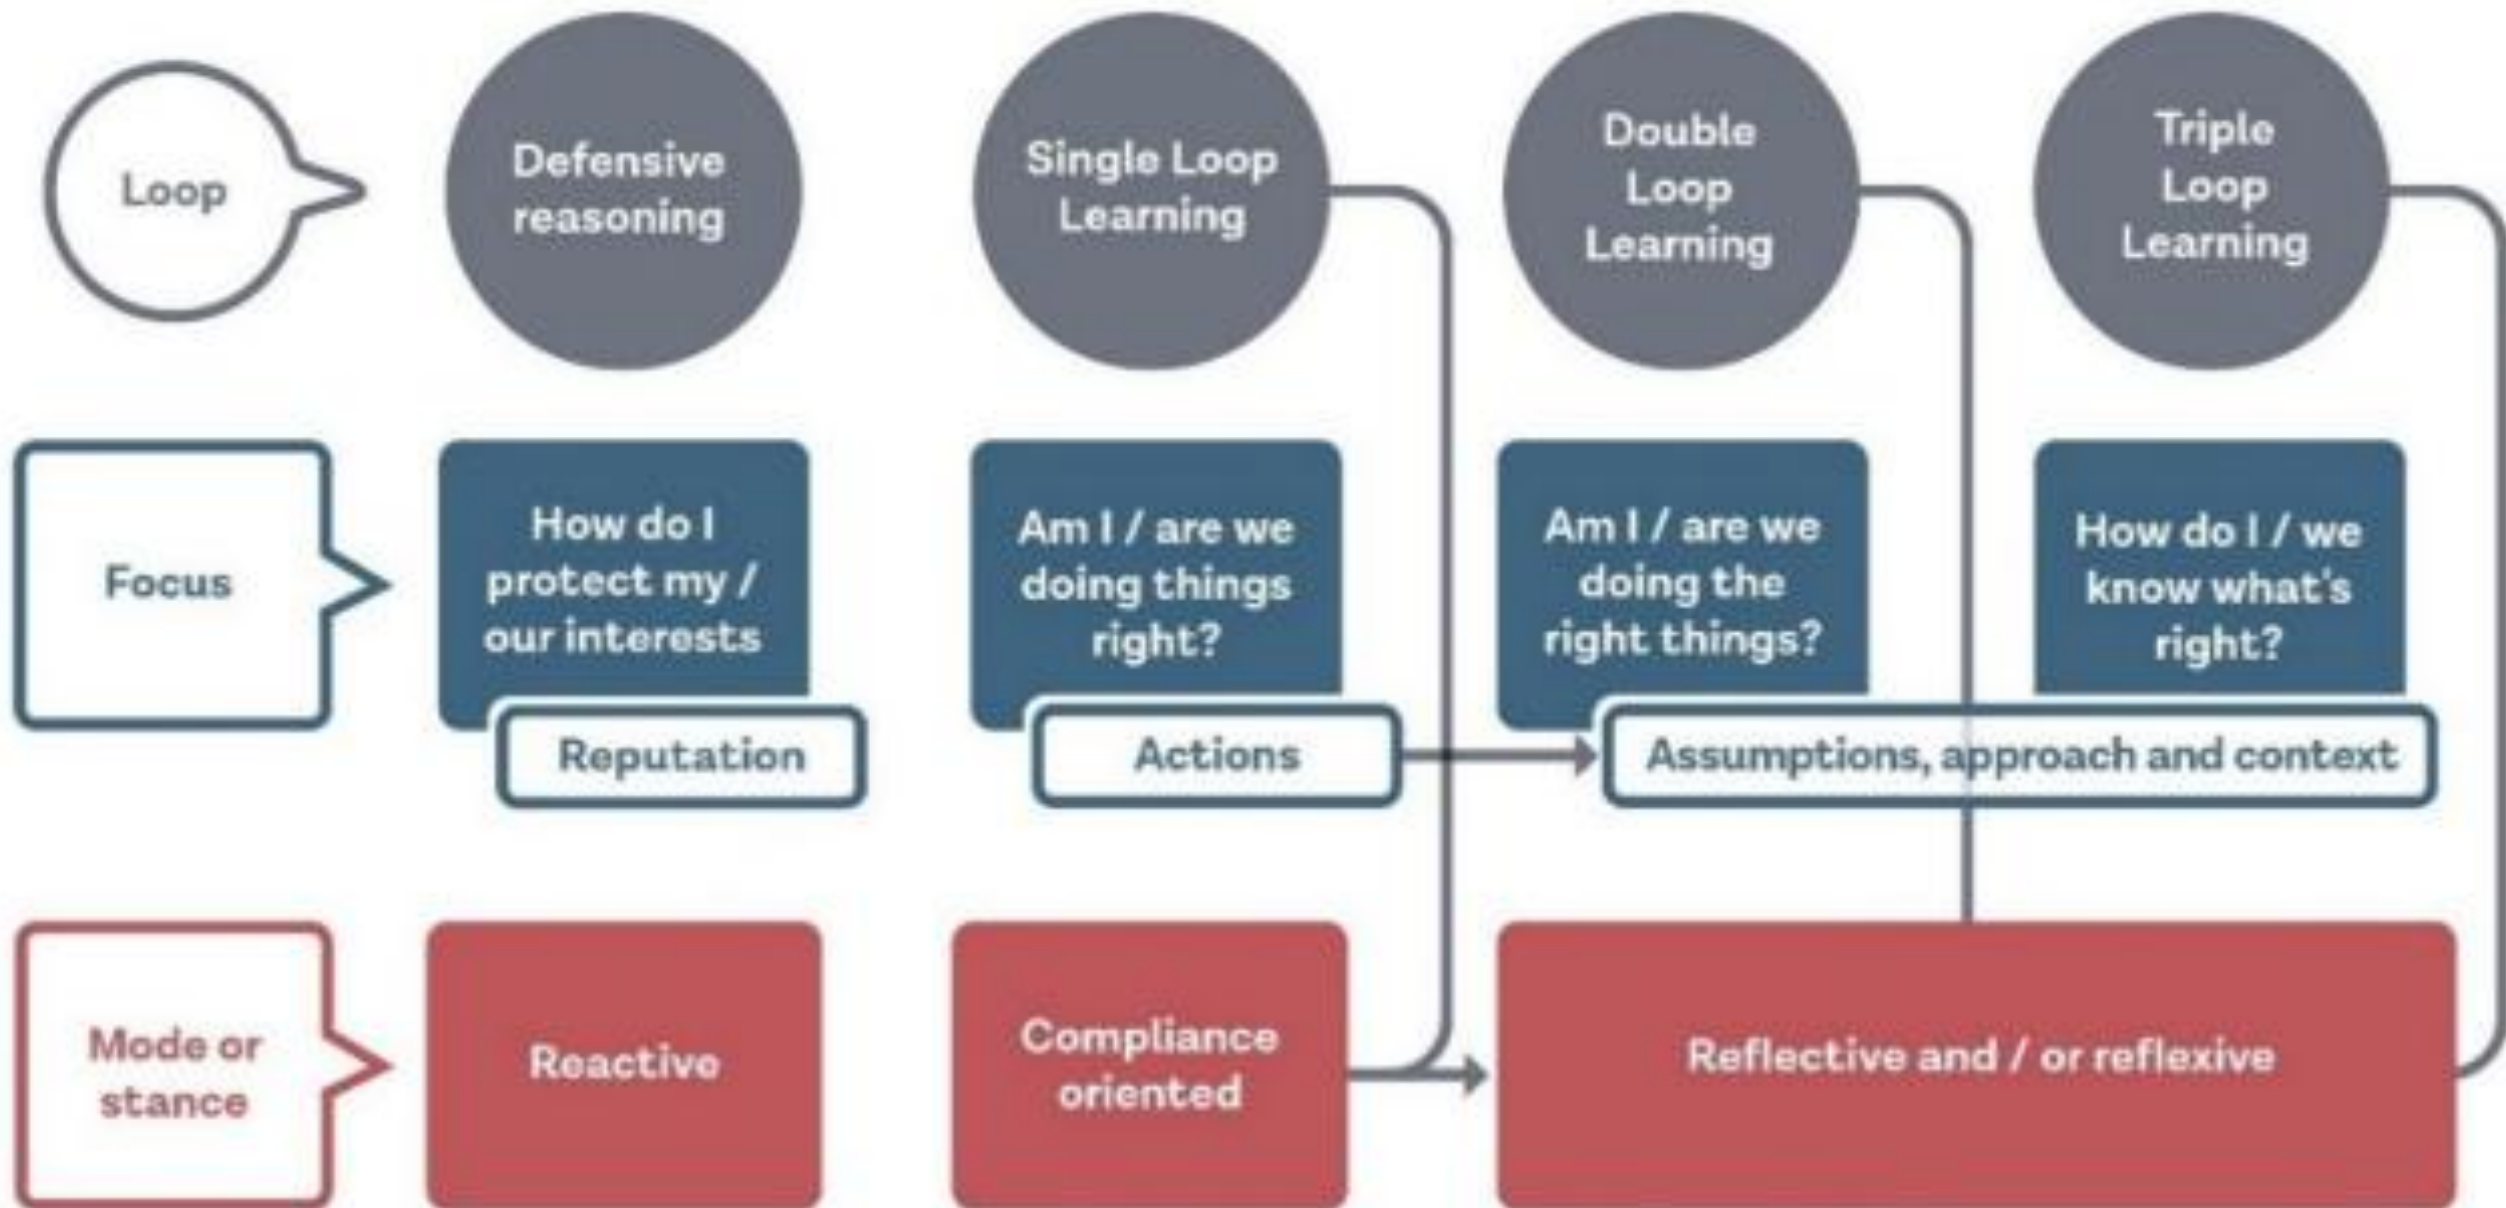 Loop
Defensive
reasoning
Single Loop
Learning
Double
Loop
Learning
Triple
Loop
Learning
Focus
How do I
protect my /
our interests
Reputation
Am I / are we
doing things
right?
Actions
Am I / are we
doing the
right things?
How do I / we
know what's
right?
Assumptions, approach and context
Mode or
stance
Reactive
Compliance
oriented
Reflective and / or reflexive